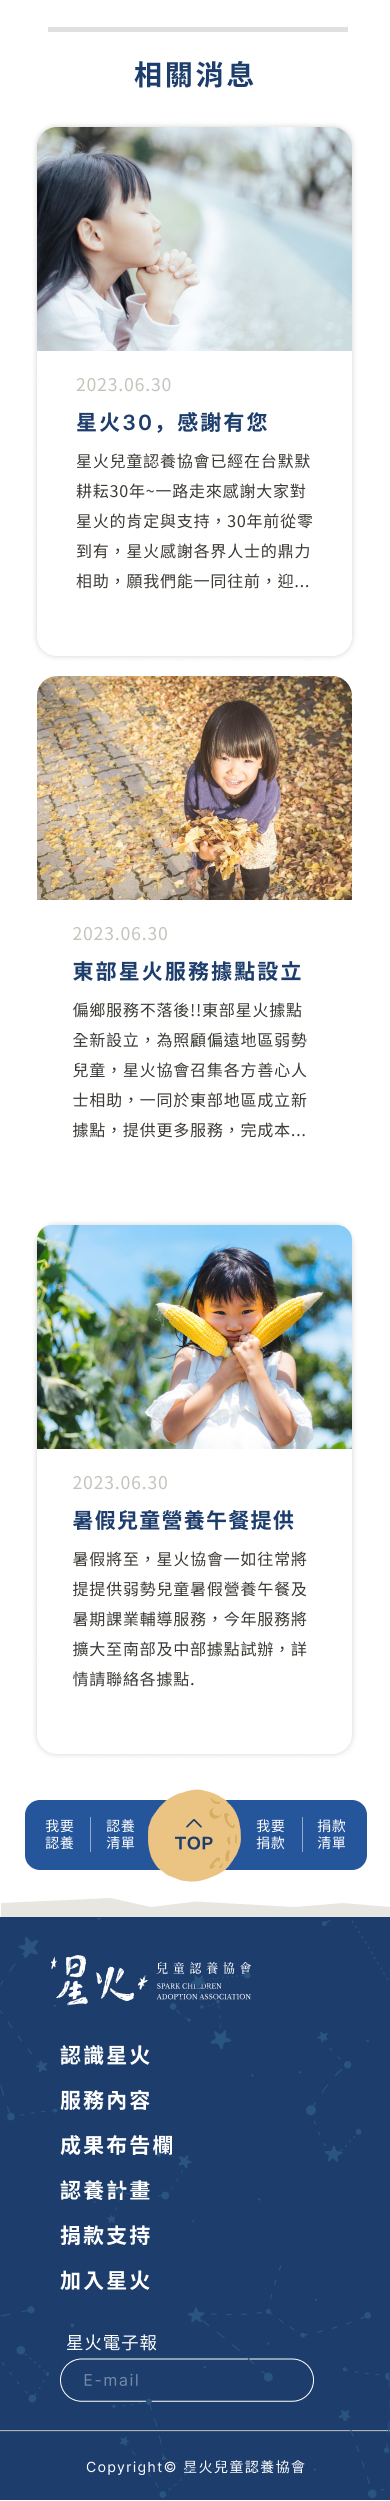 相關消息
2023.06.30
星火30，感謝有您
星火兒童認養協會已經在台默默
耕耘30年~一路走來感謝大家對
星火的肯定與支持，30年前從零
到有，星火感謝各界人士的鼎力
相助，願我們能一同往前，迎...
2023.06.30
東部星火服務據點設立
偏鄉服務不落後!!東部星火據點
全新設立，為照顧偏遠地區弱勢
兒童，星火協會召集各方善心人
士相助，一同於東部地區成立新
據點，提供更多服務，完成本...
2023.06.30
暑假兒童營養午餐提供
暑假將至，星火協會一如往常將
提提供弱勢兒童暑假營養午餐及
暑期課業輔導服務，今年服務將
擴大至南部及中部據點試辦，詳
情請聯絡各據點.
我要
認養
認養
清單
TOP
我要
捐款
捐款
清單
星火
兒童認養協會
SPARK CHILDREN
ADOPTION ASSOCIATION
認識星火
服務內容
成果布告欄
認養計畫
捐款支持
加入星火
星火電子報
E-mail
Copyright© 星火兒童認養協會